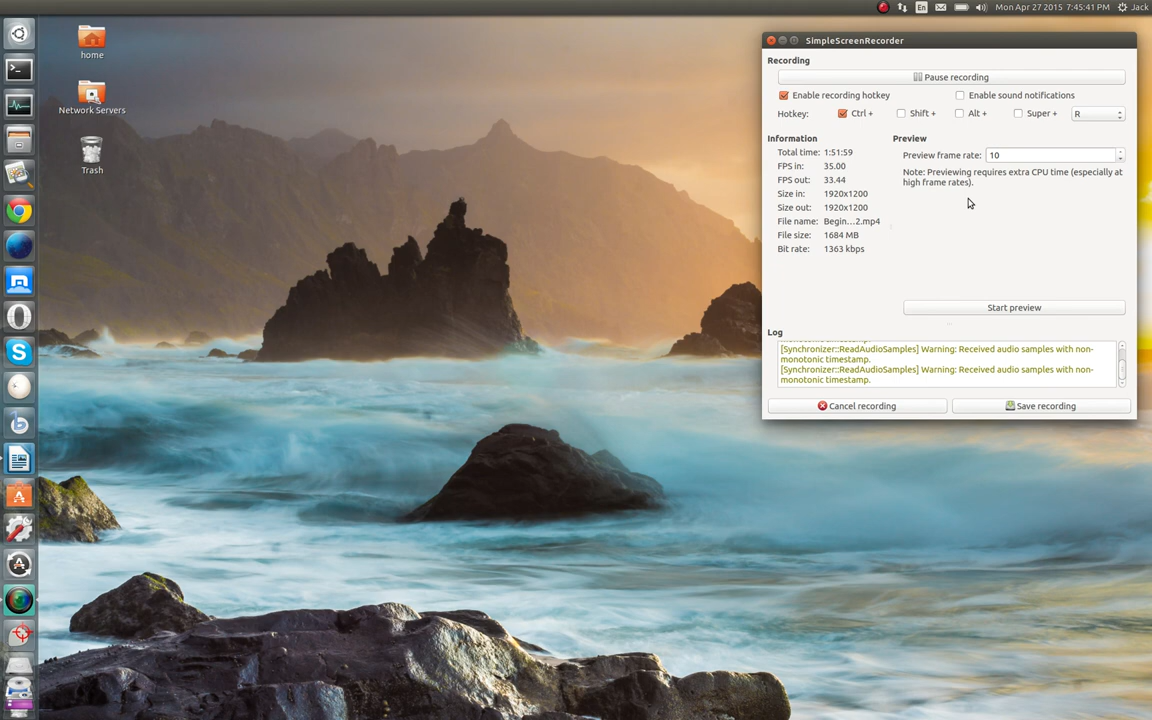 En
Mon Apr 27 2015 7:45:41 PM
Jack
home
Network Servers
Trash
SimpleScreenRecorder
Recording
Pause recording
Enable recording hotkey
Enable sound notifications
Hotkey:
Ctrl +
Shift +
Alt +
Super +
R
Information
Total time: 1:51:59
FPS in: 35.00
FPS out: 33.44
Size in: 1920x1200
Size out: 1920x1200
File name: Begin...2.mp4
File size: 1684 MB
Bit rate: 1363 kbps
Preview
Preview frame rate: 10
Note: Previewing requires extra CPU time (especially at
high frame rates).
Start preview
Log
[Synchronizer::ReadAudioSamples] Warning: Received audio samples with non-
monotonic timestamp.
[Synchronizer::ReadAudioSamples] Warning: Received audio samples with non-
monotonic timestamp.
Cancel recording
Save recording